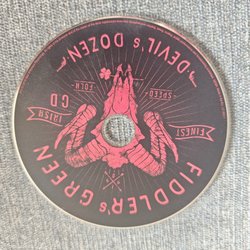 FIDDLER's GREEN
DEVIL's DOZEN
SPEED
FOLK
FINEST
IRISH
CD